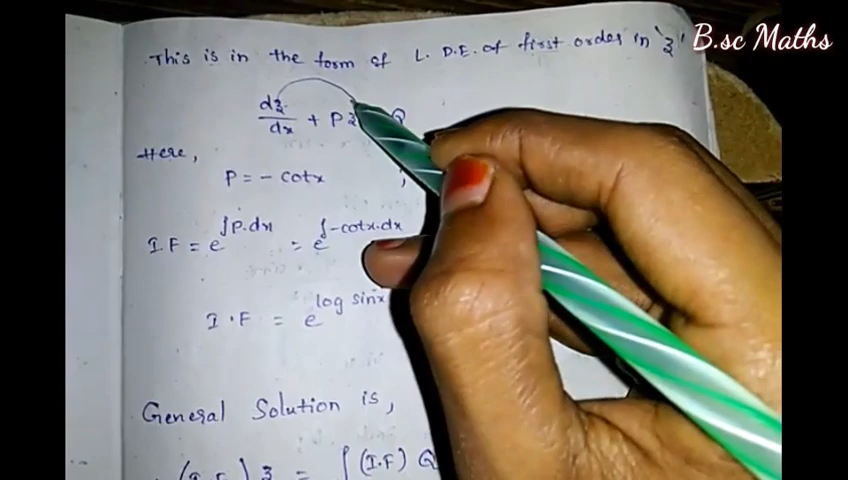 B.sc Maths
This is in the form of L. D.E. of first order in 'z'
dz/dx + Pz Q
Here,
P = - cotx ;
I.F = e^∫P.dx = e^∫-cotx.dx
I.F = e^log sinx
General Solution is,
(I.F) z = ∫(I.F) Q